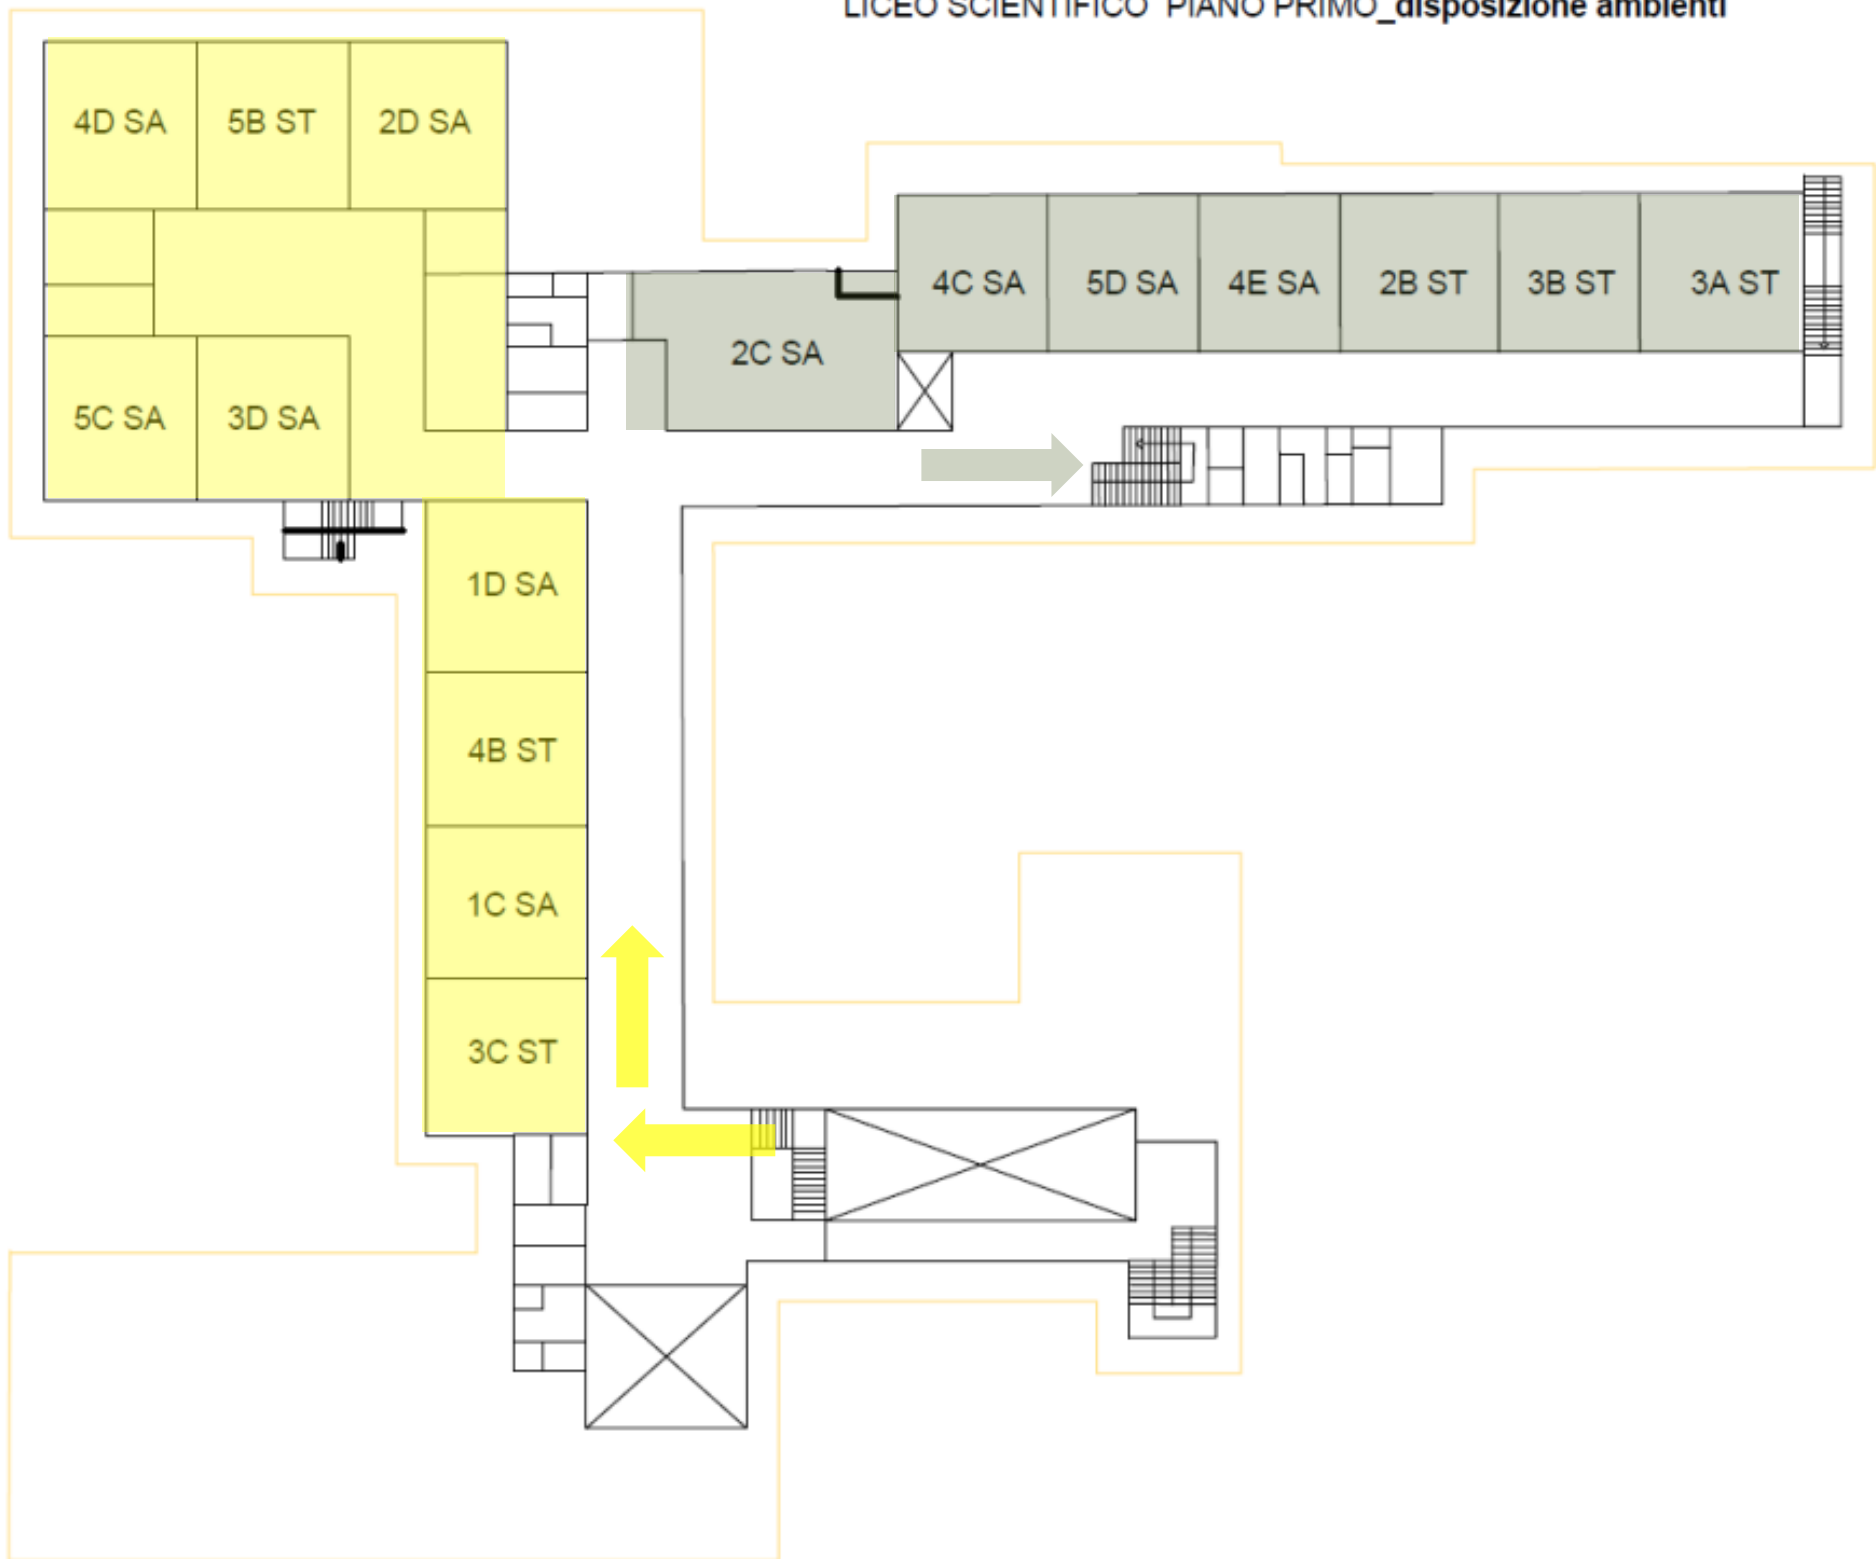 LICEO SCIENTIFICO PIANO PRIMO_disposizione ambienti
4D SA
5B ST
2D SA
4C SA
5D SA
4E SA
2B ST
3B ST
3A ST
2C SA
5C SA
3D SA
1D SA
4B ST
1C SA
3C ST